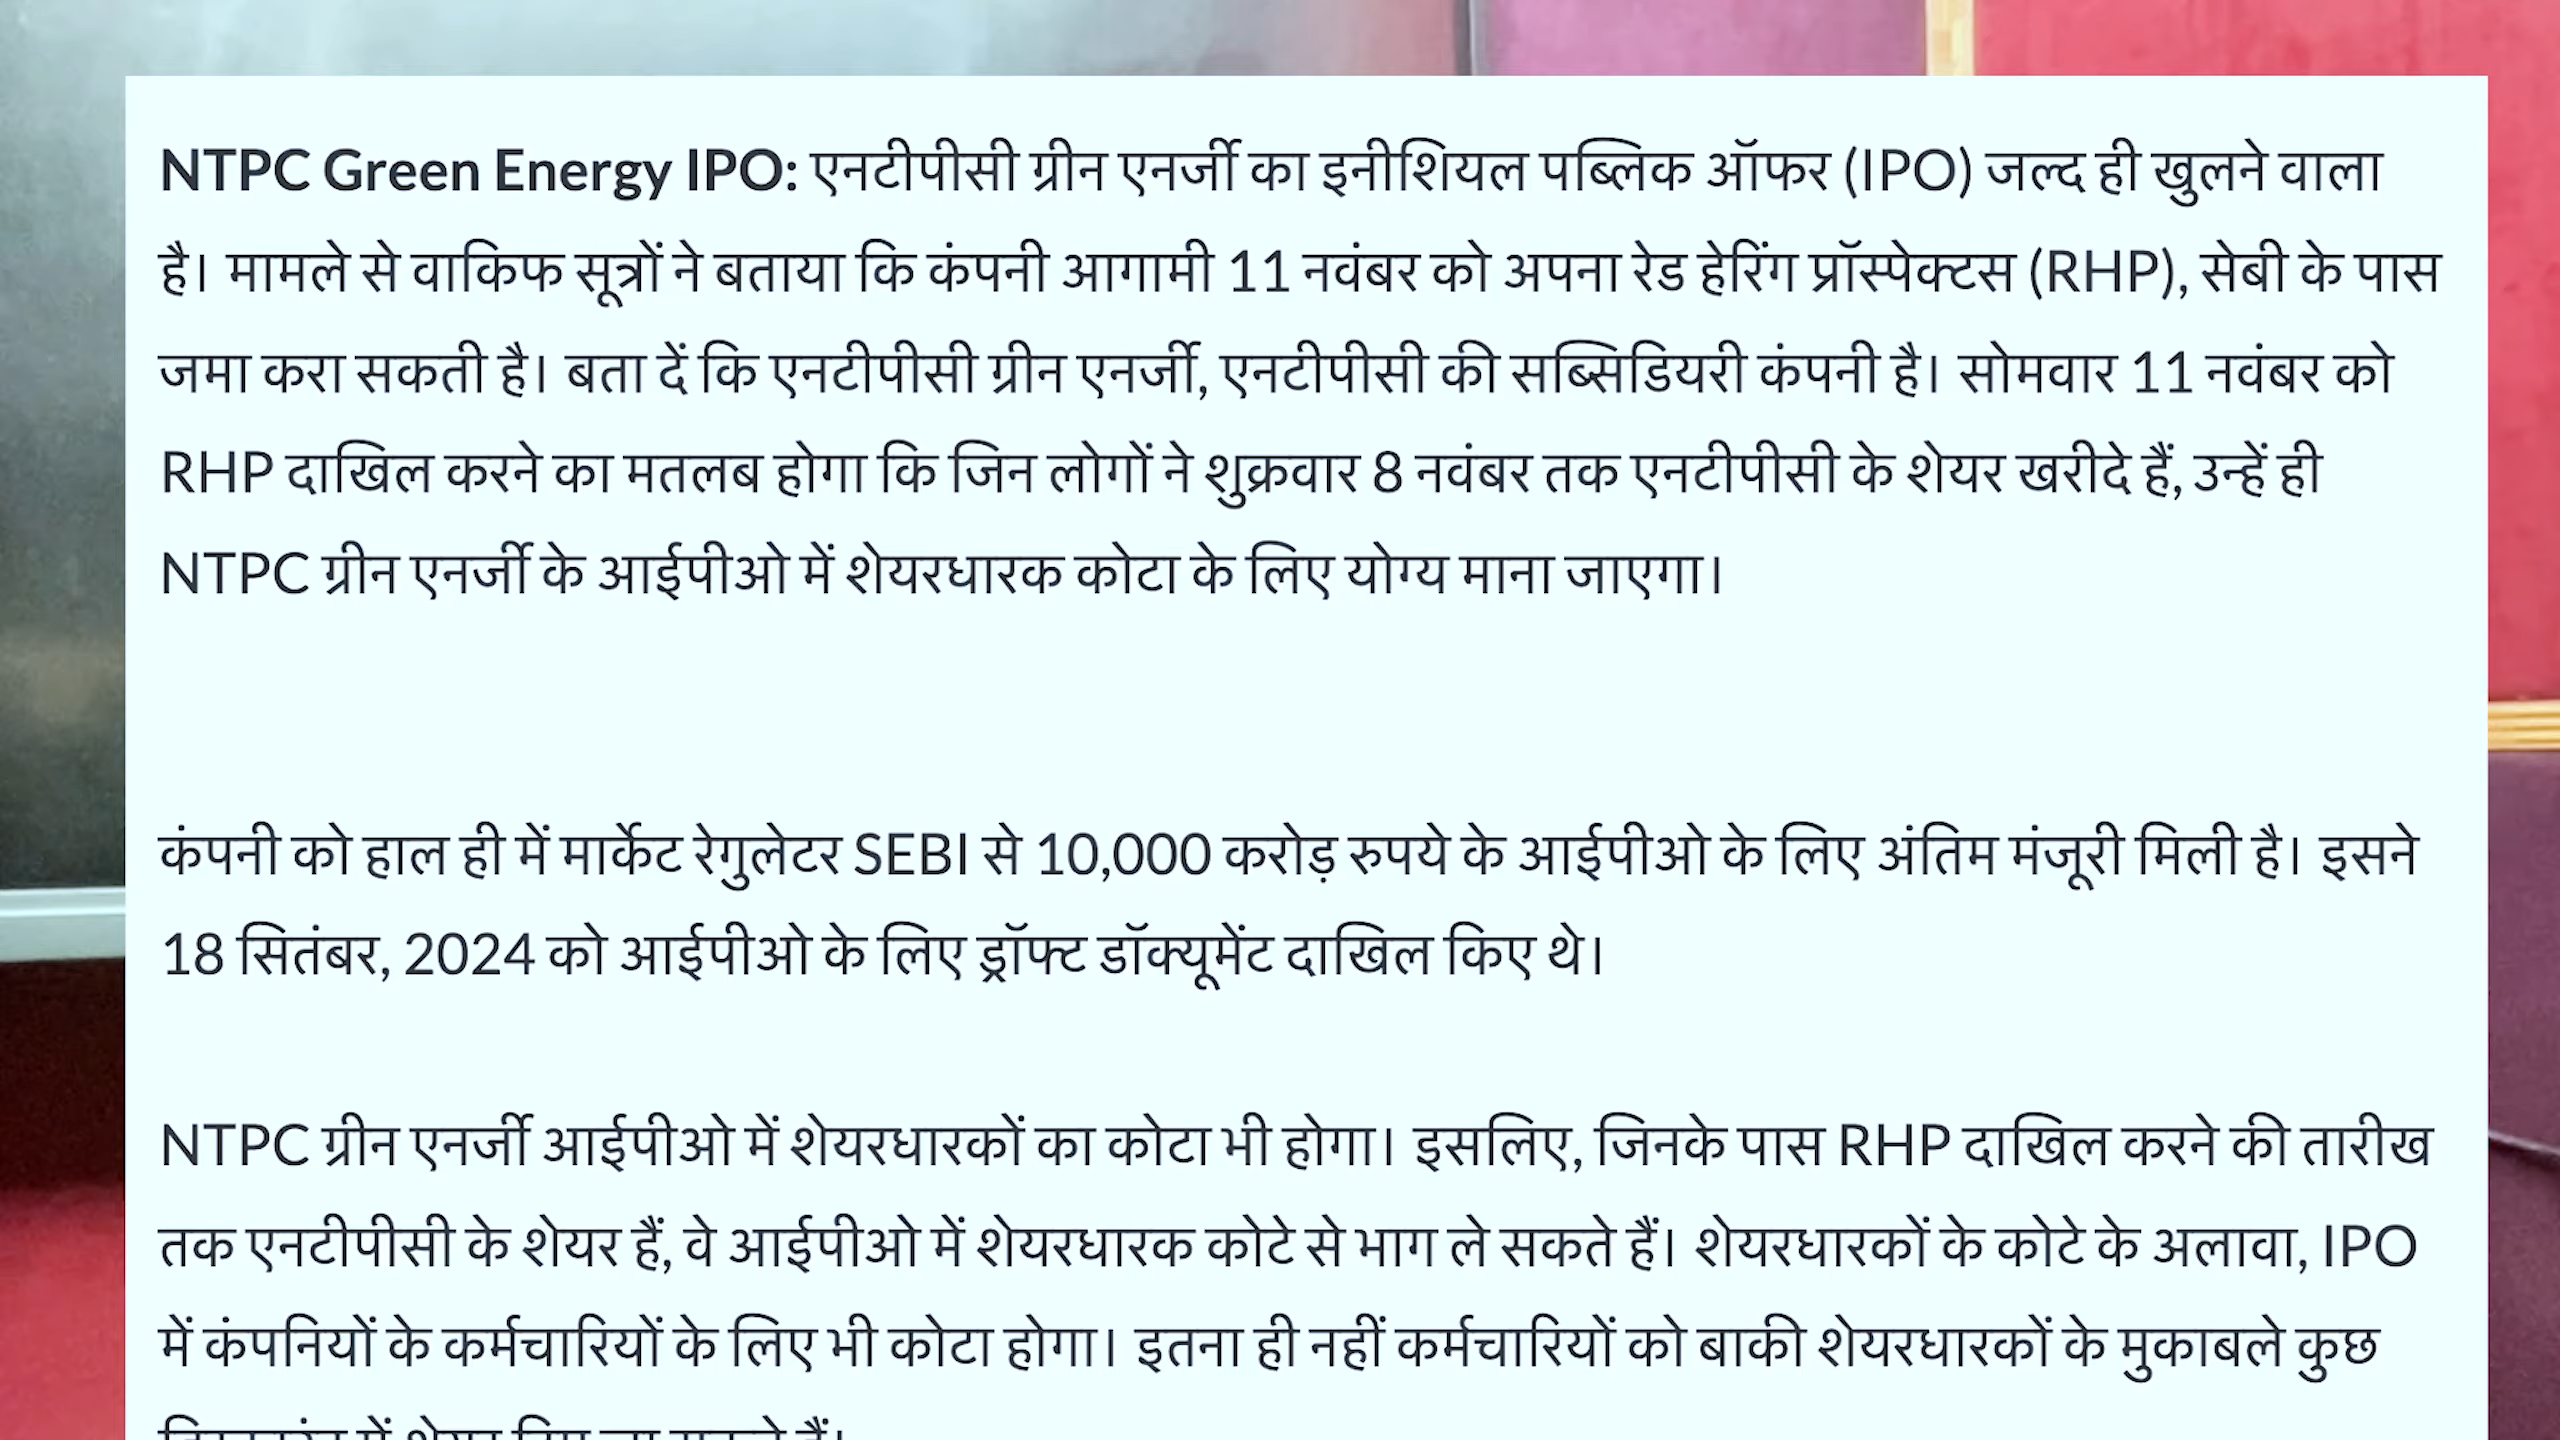 NTPC Green Energy IPO: एनटीपीसी ग्रीन एनर्जी का इनीशियल पब्लिक ऑफर (IPO) जल्द ही खुलने वाला
है। मामले से वाकिफ सूत्रों ने बताया कि कंपनी आगामी 11 नवंबर को अपना रेड हेरिंग प्रॉस्पेक्टस (RHP), सेबी के पास
जमा करा सकती है। बता दें कि एनटीपीसी ग्रीन एनर्जी, एनटीपीसी की सब्सिडियरी कंपनी है। सोमवार 11 नवंबर को
RHP दाखिल करने का मतलब होगा कि जिन लोगों ने शुक्रवार 8 नवंबर तक एनटीपीसी के शेयर खरीदे हैं, उन्हें ही
NTPC ग्रीन एनर्जी के आईपीओ में शेयरधारक कोटा के लिए योग्य माना जाएगा।
कंपनी को हाल ही में मार्केट रेगुलेटर SEBI से 10,000 करोड़ रुपये के आईपीओ के लिए अंतिम मंजूरी मिली है। इसने
18 सितंबर, 2024 को आईपीओ के लिए ड्रॉफ्ट डॉक्यूमेंट दाखिल किए थे।
NTPC ग्रीन एनर्जी आईपीओ में शेयरधारकों का कोटा भी होगा। इसलिए, जिनके पास RHP दाखिल करने की तारीख
तक एनटीपीसी के शेयर हैं, वे आईपीओ में शेयरधारक कोटे से भाग ले सकते हैं। शेयरधारकों के कोटे के अलावा, IPO
में कंपनियों के कर्मचारियों के लिए भी कोटा होगा। इतना ही नहीं कर्मचारियों को बाकी शेयरधारकों के मुकाबले कुछ